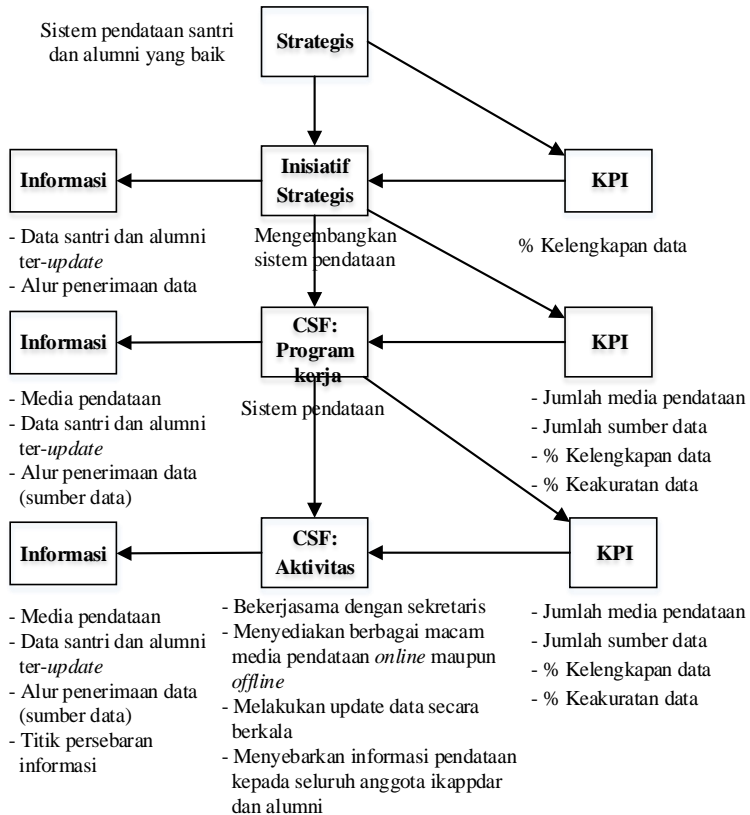 Sistem pendataan santri
dan alumni yang baik
Strategis
Informasi
Inisiatif
Strategis
KPI
- Data santri dan alumni
ter-update
- Alur penerimaan data
Mengembangkan
sistem pendataan
% Kelengkapan data
Informasi
CSF:
Program
kerja
KPI
- Media pendataan
- Data santri dan alumni
ter-update
- Alur penerimaan data
(sumber data)
Sistem pendataan
- Jumlah media pendataan
- Jumlah sumber data
- % Kelengkapan data
- % Keakuratan data
Informasi
CSF:
Aktivitas
KPI
- Media pendataan
- Data santri dan alumni
ter-update
- Alur penerimaan data
(sumber data)
- Titik persebaran
informasi
- Bekerjasama dengan sekretaris
- Menyediakan berbagai macam
media pendataan online maupun
offline
- Melakukan update data secara
berkala
- Menyebarkan informasi pendataan
kepada seluruh anggota ikappdar
dan alumni
- Jumlah media pendataan
- Jumlah sumber data
- % Kelengkapan data
- % Keakuratan data